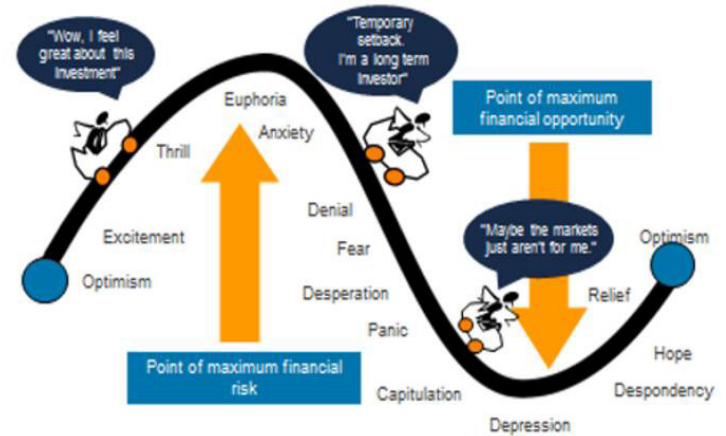 "Wow, I feel
great about this
Investment"
"Temporary
setback.
I'm a long term
Investor"
Euphoria
Anxiety
Thrill
Point of maximum
financial opportunity
Denial
"Maybe the markets
Just aren't for me."
Optimism
Excitement
Fear
Optimism
Desperation
Relief
Panic
Point of maximum financial
risk
Hope
Capitulation
Despondency
Depression